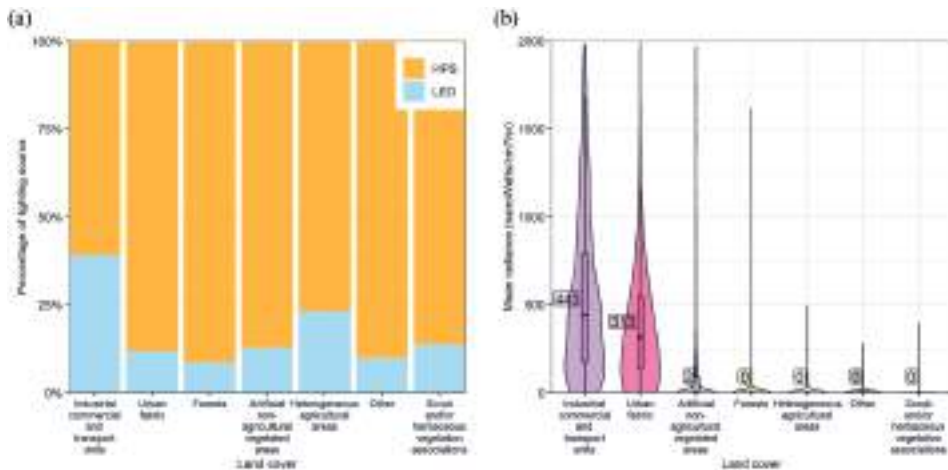 (a)
(b)
100%
75%
50%
25%
0%
Percentage of lighting source
HPS
LED
Industrial
commercial
and
transport
units
Urban
fabric
Forests
Artificial
non-
agricultural
vegetated
areas
Heterogeneous
agricultural
areas
Other
Scrub
and/or
herbaceous
vegetation
associations
Land cover
2000
1500
1000
500
0
Mean radiance
Industrial
commercial
and
transport
units
Urban
fabric
Artificial
non-
agricultural
vegetated
areas
Forests
Heterogeneous
agricultural
areas
Other
Scrub
and/or
herbaceous
vegetation
associations
Land cover